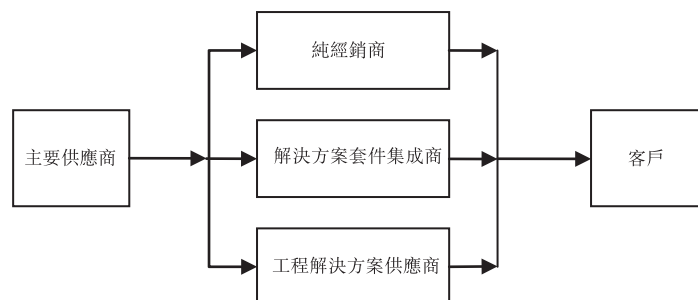 純經銷商
主要供應商
解決方案套件集成商
客戶
工程解決方案供應商